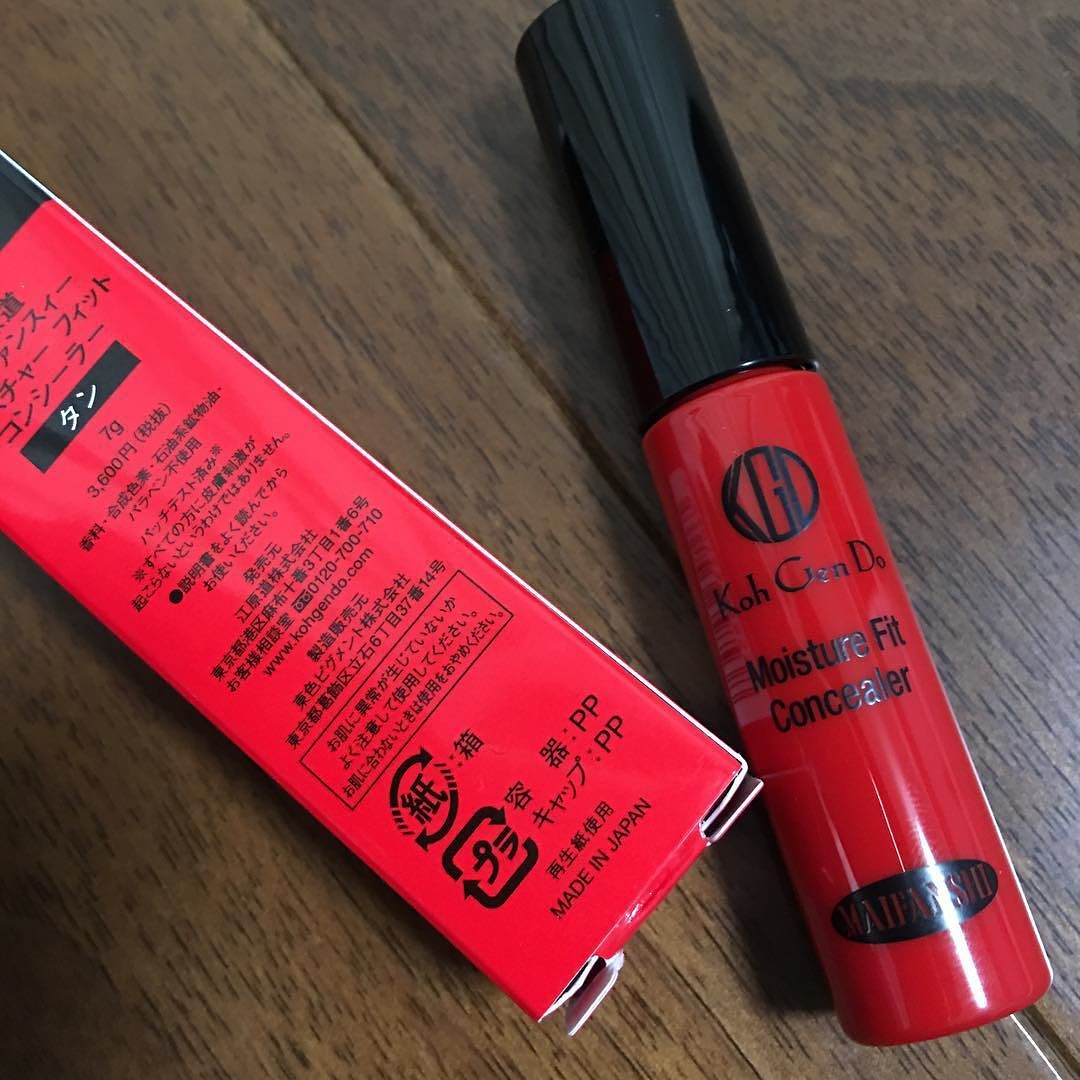 道
ァンスィー
スチャー フィット
コンシーラー
タン
7g
3,600円(税抜)
香料・合成色素・石油系鉱物油・
パラベン不使用
パッチテスト済み※
※すべての方に皮膚刺激が
起こらないというわけではありません。
●説明書をよく読んでから
お使いください。
発売元
江原道株式会社
東京都港区麻布十番3丁目1番6号
お客様相談室 0120-700-710
www.kohgendo.com
製造販売元
東色ピグメント株式会社
東京都葛飾区立石6丁目37番14号
お肌に異常が生じていないか
よく注意して使用してください。
お肌に合わないときは使用をおやめください。
紙:箱
プラ
容 器:PP
キャップ:PP
再生紙使用
MADE IN JAPAN
KGD
Koh Gen Do
Moisture Fit
Concealer
MAIFANSHI